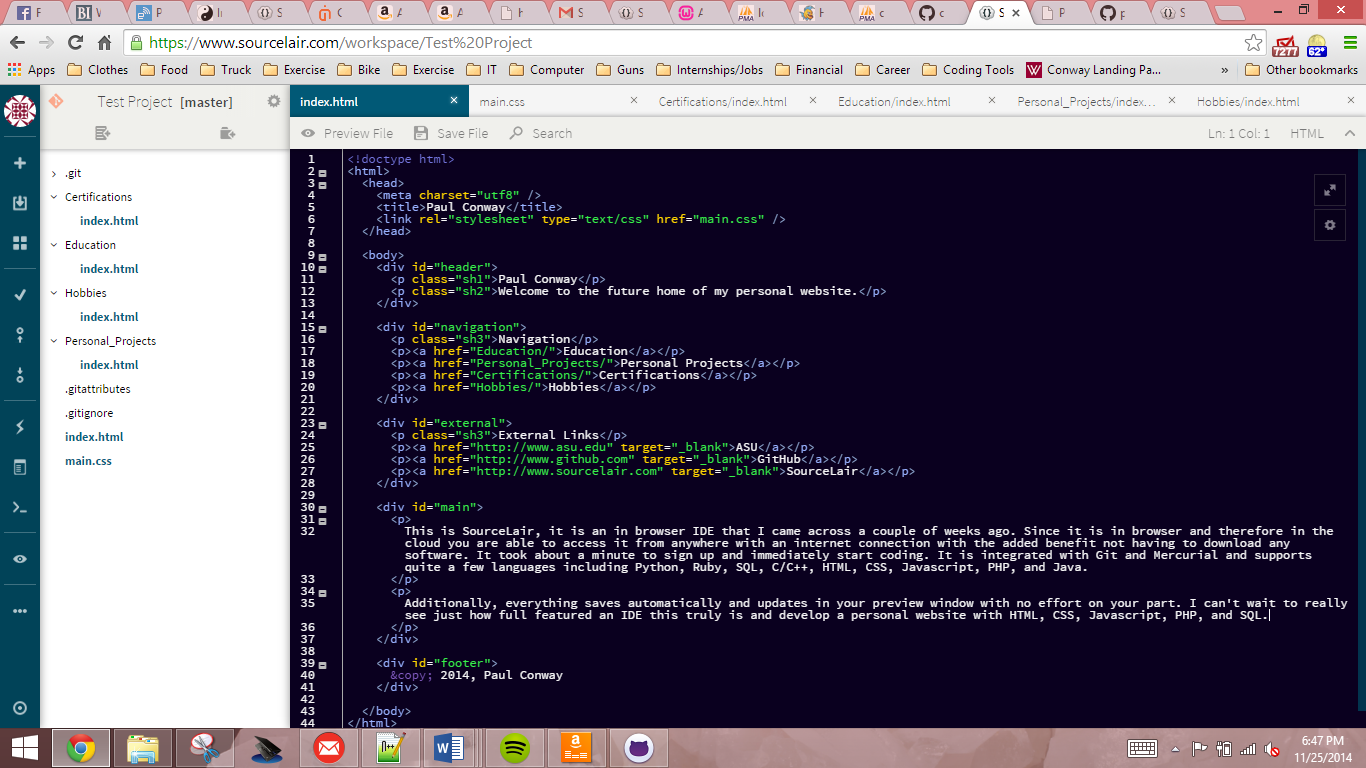 F
BI W
P
In
S
C
A
A
H
S
S
A
PMA lo
H
PMA c
c
S
P
p
S
https://www.sourcelair.com/workspace/Test%20Project
7277
62°
Apps Clothes Food Truck Exercise Bike Exercise IT Computer Guns Internships/Jobs Financial Career Coding Tools W Conway Landing Pa... » Other bookmarks
Test Project [master]
index.html × main.css × Certifications/index.html × Education/index.html × Personal_Projects/index... × Hobbies/index.html ×
Preview File Save File Search Ln: 1 Col: 1 HTML
.git
Certifications
index.html
Education
index.html
Hobbies
index.html
Personal_Projects
index.html
.gitattributes
.gitignore
index.html
main.css
1 <!doctype html>
2 <html>
3 <head>
4 <meta charset="utf8" />
5 <title>Paul Conway</title>
6 <link rel="stylesheet" type="text/css" href="main.css" />
7 </head>
8
9 <body>
10 <div id="header">
11 <p class="sh1">Paul Conway</p>
12 <p class="sh2">Welcome to the future home of my personal website.</p>
13 </div>
14
15 <div id="navigation">
16 <p class="sh3">Navigation</p>
17 <p><a href="Education/">Education</a></p>
18 <p><a href="Personal_Projects/">Personal Projects</a></p>
19 <p><a href="Certifications/">Certifications</a></p>
20 <p><a href="Hobbies/">Hobbies</a></p>
21 </div>
22
23 <div id="external">
24 <p class="sh3">External Links</p>
25 <p><a href="http://www.asu.edu" target="_blank">ASU</a></p>
26 <p><a href="http://www.github.com" target="_blank">GitHub</a></p>
27 <p><a href="http://www.sourcelair.com" target="_blank">SourceLair</a></p>
28 </div>
29
30 <div id="main">
31 <p>
32 This is SourceLair, it is an in browser IDE that I came across a couple of weeks ago. Since it is in browser and therefore in the
cloud you are able to access it from anywhere with an internet connection with the added benefit not having to download any
software. It took about a minute to sign up and immediately start coding. It is integrated with Git and Mercurial and supports
quite a few languages including Python, Ruby, SQL, C/C++, HTML, CSS, Javascript, PHP, and Java.
33 </p>
34 <p>
35 Additionally, everything saves automatically and updates in your preview window with no effort on your part. I can't wait to really
see just how full featured an IDE this truly is and develop a personal website with HTML, CSS, Javascript, PHP, and SQL.
36 </p>
37 </div>
38
39 <div id="footer">
40 &copy; 2014, Paul Conway
41 </div>
42
43 </body>
44 </html>
6:47 PM
11/25/2014